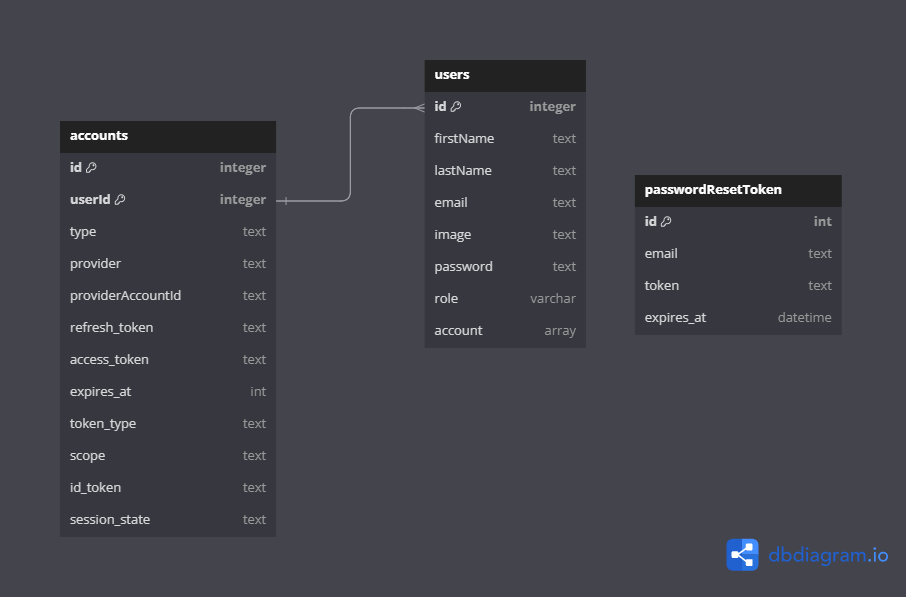 accounts
id integer
userId integer
type text
provider text
providerAccountId text
refresh_token text
access_token text
expires_at int
token_type text
scope text
id_token text
session_state text
users
id integer
firstName text
lastName text
email text
image text
password text
role varchar
account array
passwordResetToken
id int
email text
token text
expires_at datetime
dbdiagram.io